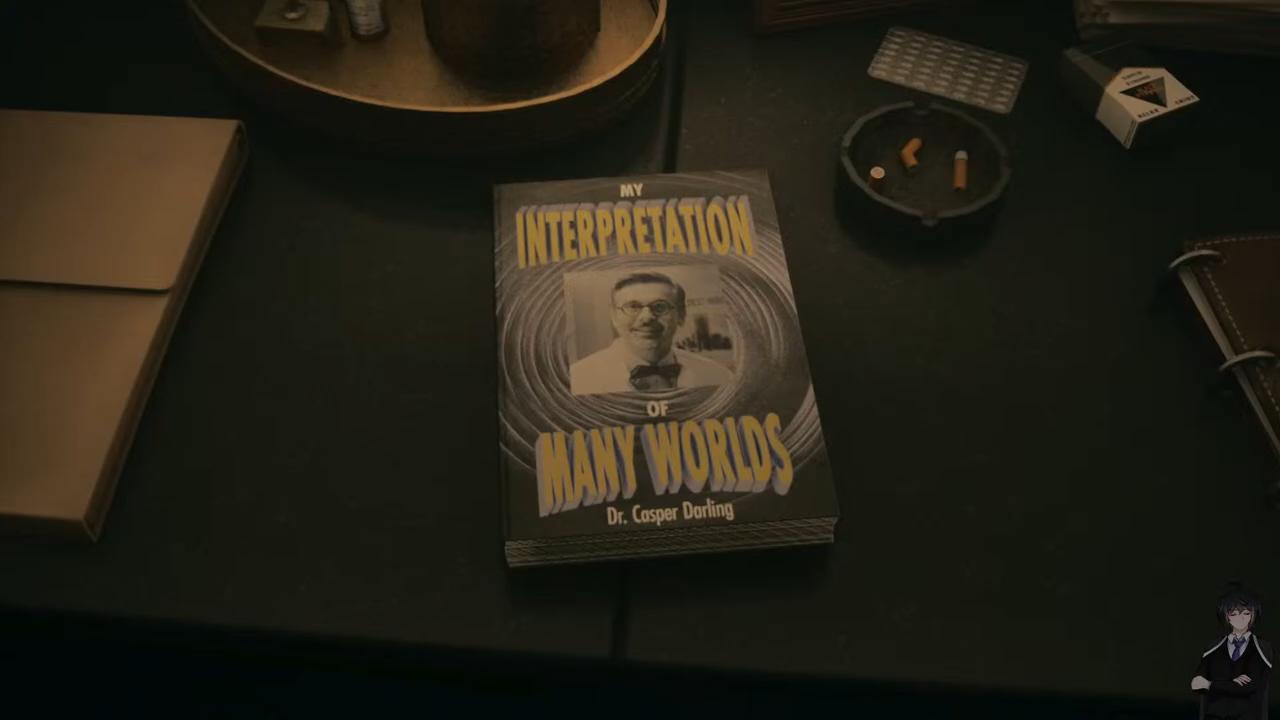 MY
INTERPRETATION
OF
MANY WORLDS
Dr. Casper Darling